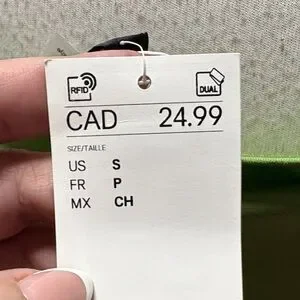 RFID
DUAL
CAD 24.99
SIZE/TAILLE
US S
FR P
MX CH